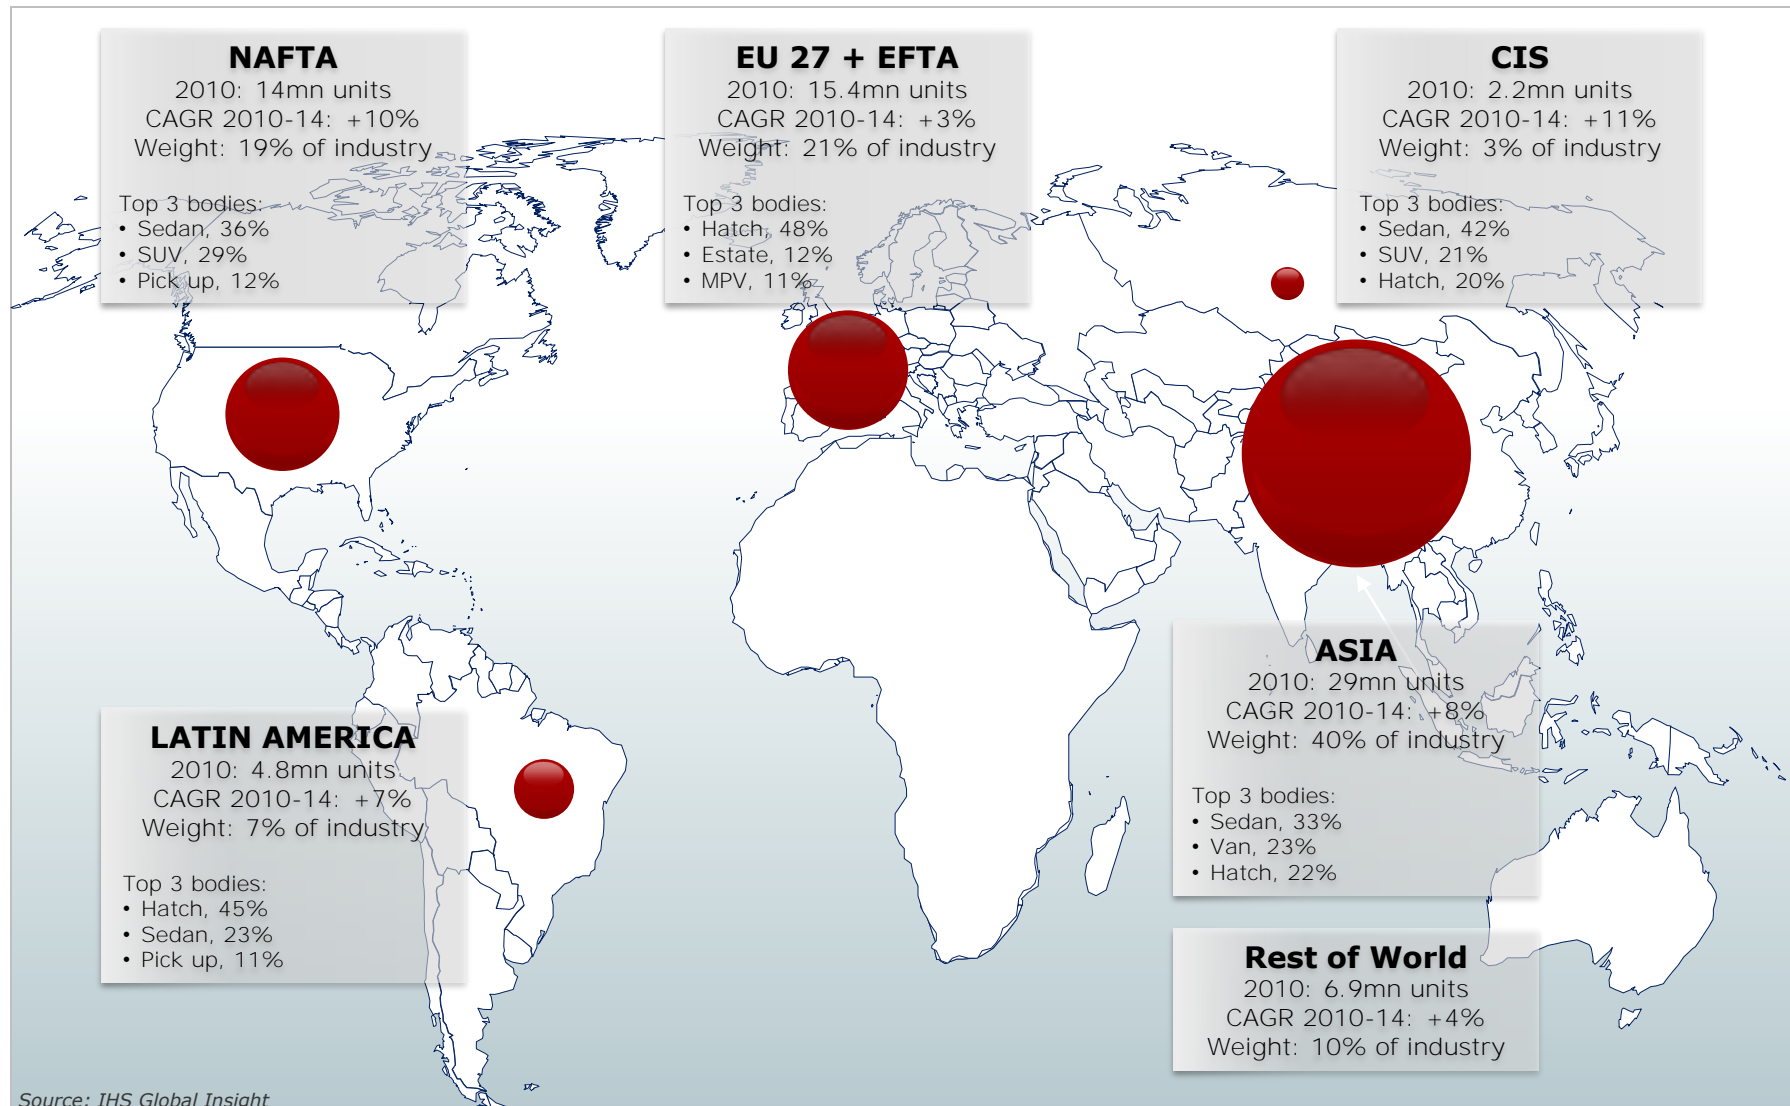 NAFTA
2010: 14mn units
CAGR 2010-14: +10%
Weight: 19% of industry
Top 3 bodies:
• Sedan, 36%
• SUV, 29%
• Pick up, 12%
EU 27 + EFTA
2010: 15.4mn units
CAGR 2010-14: +3%
Weight: 21% of industry
Top 3 bodies:
• Hatch, 48%
• Estate, 12%
• MPV, 11%
CIS
2010: 2.2mn units
CAGR 2010-14: +11%
Weight: 3% of industry
Top 3 bodies:
• Sedan, 42%
• SUV, 21%
• Hatch, 20%
LATIN AMERICA
2010: 4.8mn units
CAGR 2010-14: +7%
Weight: 7% of industry
Top 3 bodies:
• Hatch, 45%
• Sedan, 23%
• Pick up, 11%
ASIA
2010: 29mn units
CAGR 2010-14: +8%
Weight: 40% of industry
Top 3 bodies:
• Sedan, 33%
• Van, 23%
• Hatch, 22%
Rest of World
2010: 6.9mn units
CAGR 2010-14: +4%
Weight: 10% of industry
Source: IHS Global Insight